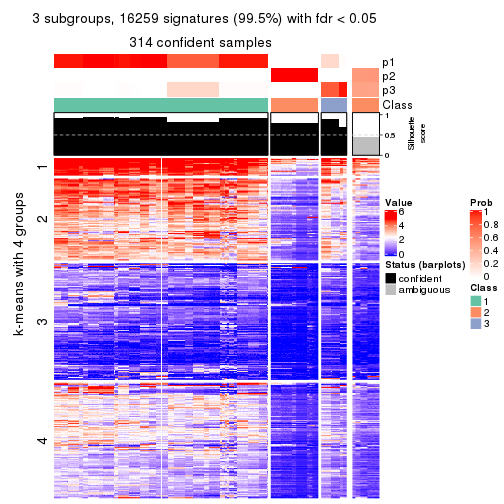 3 subgroups, 16259 signatures (99.5%) with fdr < 0.05
314 confident samples
p1
p2
p3
Class
1
0.5
0
Silhouette
score
k-means with 4 groups
1
2
3
4
Value
6
4
2
0
Status (barplots)
confident
ambiguous
Prob
1
0.8
0.6
0.4
0.2
0
Class
1
2
3